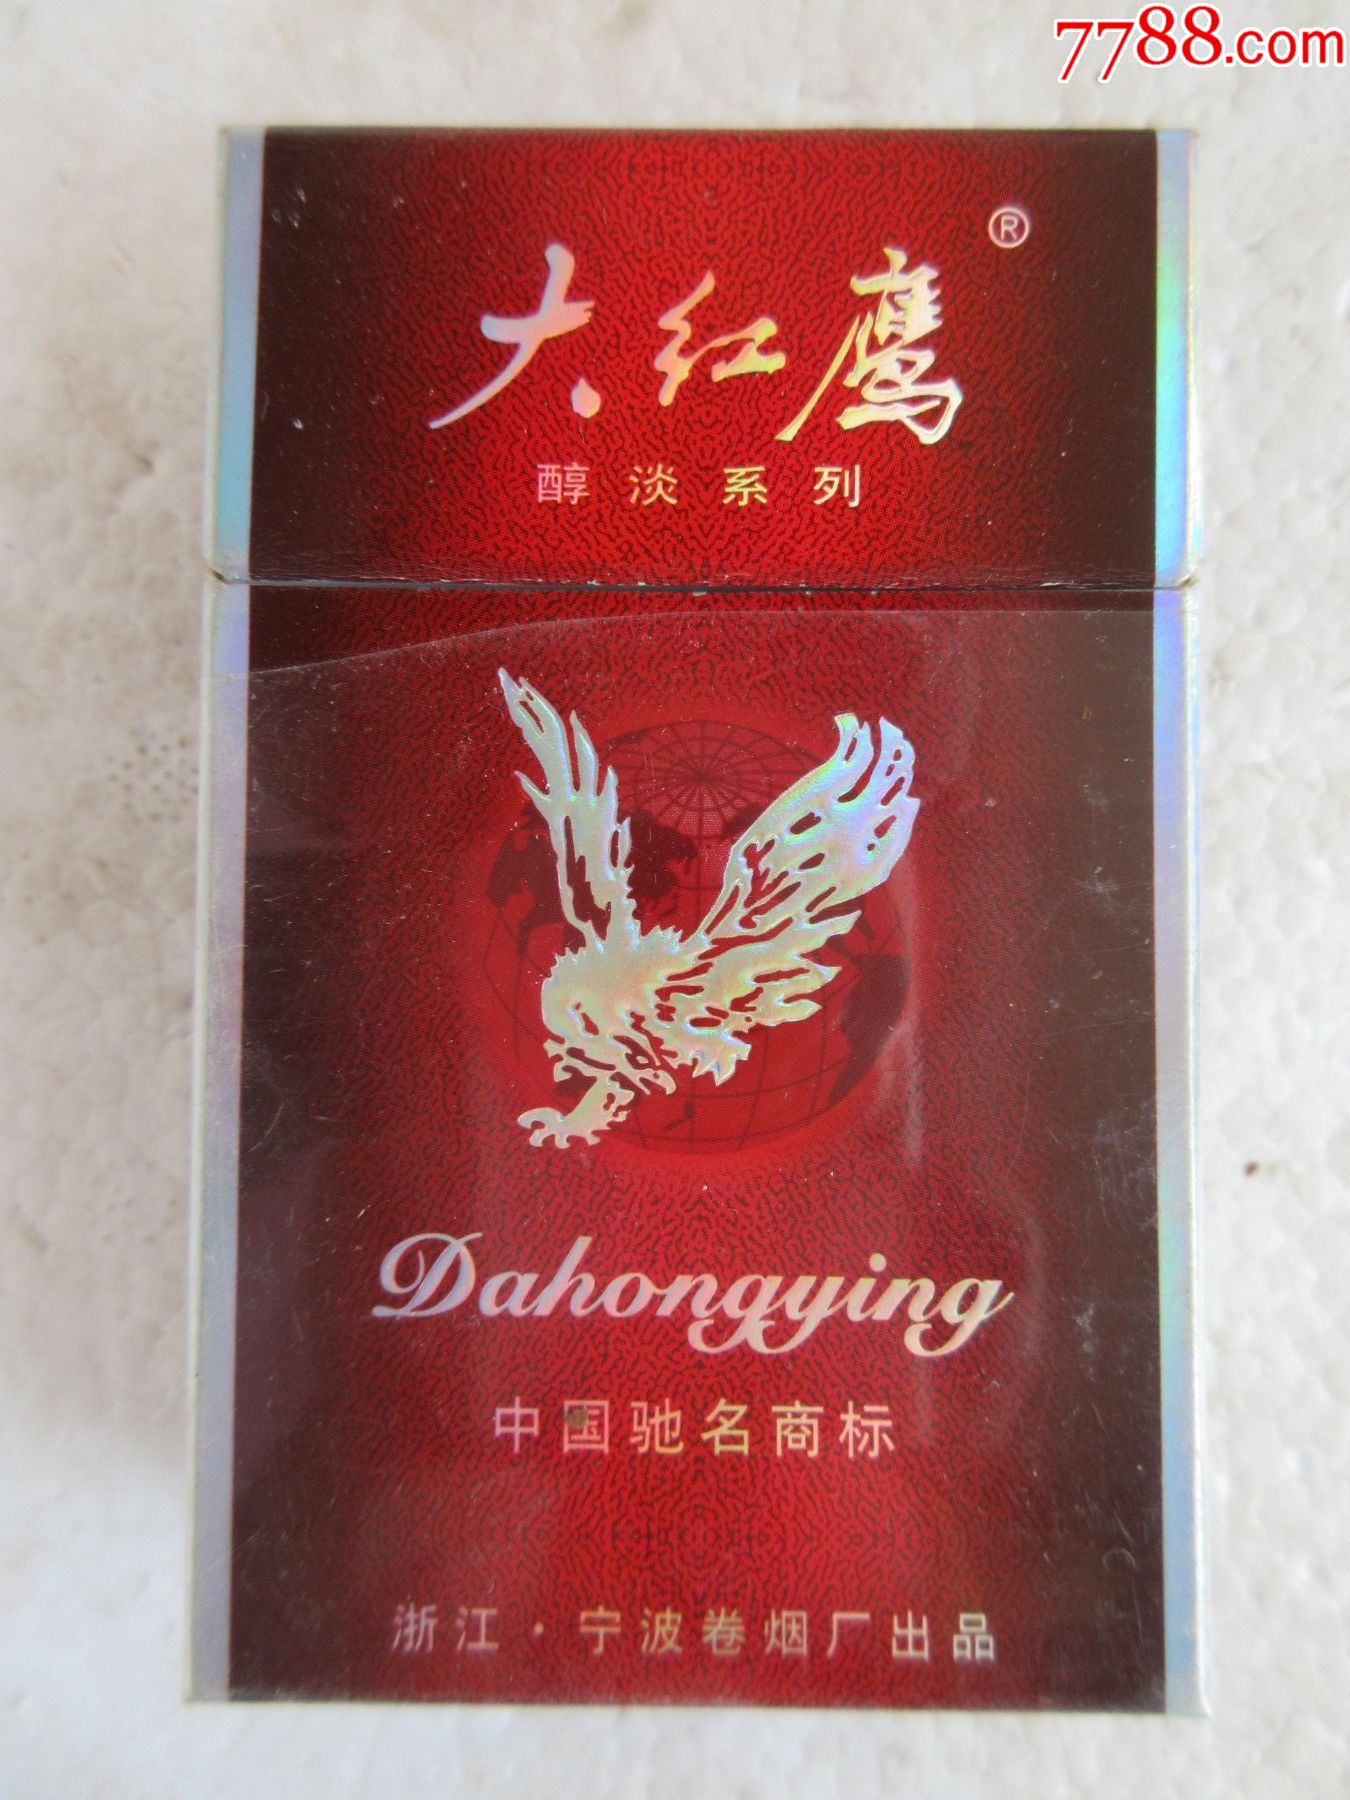 7788.com
大红鹰®
醇淡系列
Dahongying
中国驰名商标
浙江·宁波卷烟厂出品